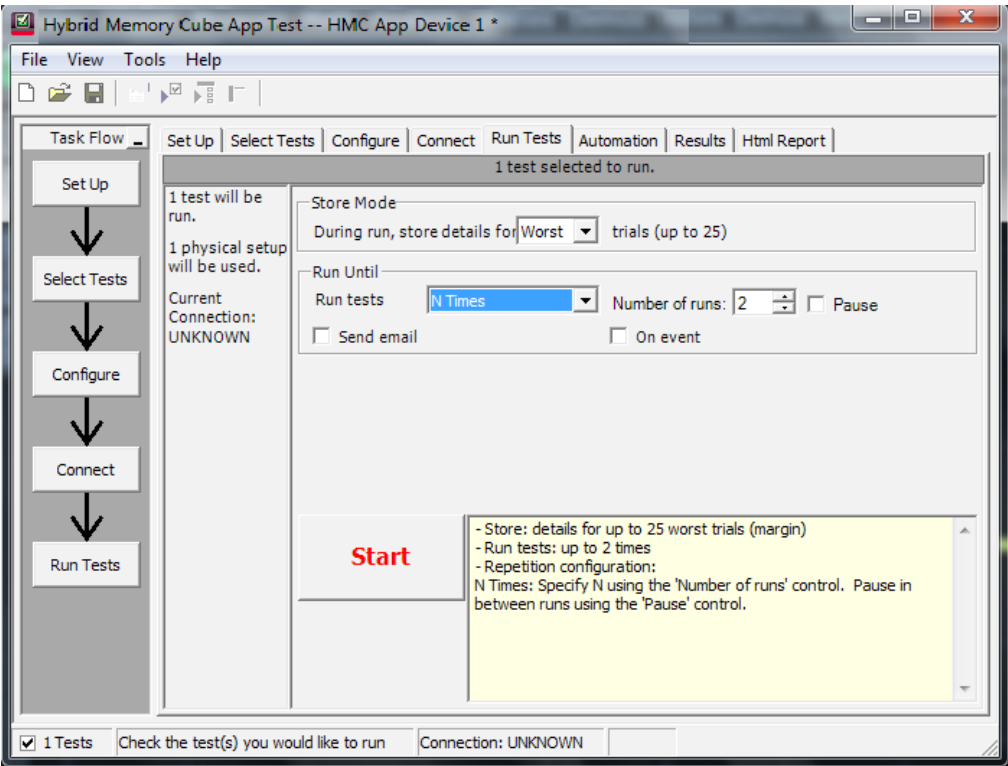 Hybrid Memory Cube App Test -- HMC App Device 1 *
File View Tools Help
Task Flow
Set Up
Select Tests
Configure
Connect
Run Tests
Set Up Select Tests Configure Connect Run Tests Automation Results Html Report
1 test selected to run.
1 test will be
run.
1 physical setup
will be used.
Current
Connection:
UNKNOWN
Store Mode
During run, store details for Worst trials (up to 25)
Run Until
Run tests N Times Number of runs: 2 Pause
Send email On event
Start
- Store: details for up to 25 worst trials (margin)
- Run tests: up to 2 times
- Repetition configuration:
N Times: Specify N using the 'Number of runs' control. Pause in
between runs using the 'Pause' control.
1 Tests Check the test(s) you would like to run Connection: UNKNOWN